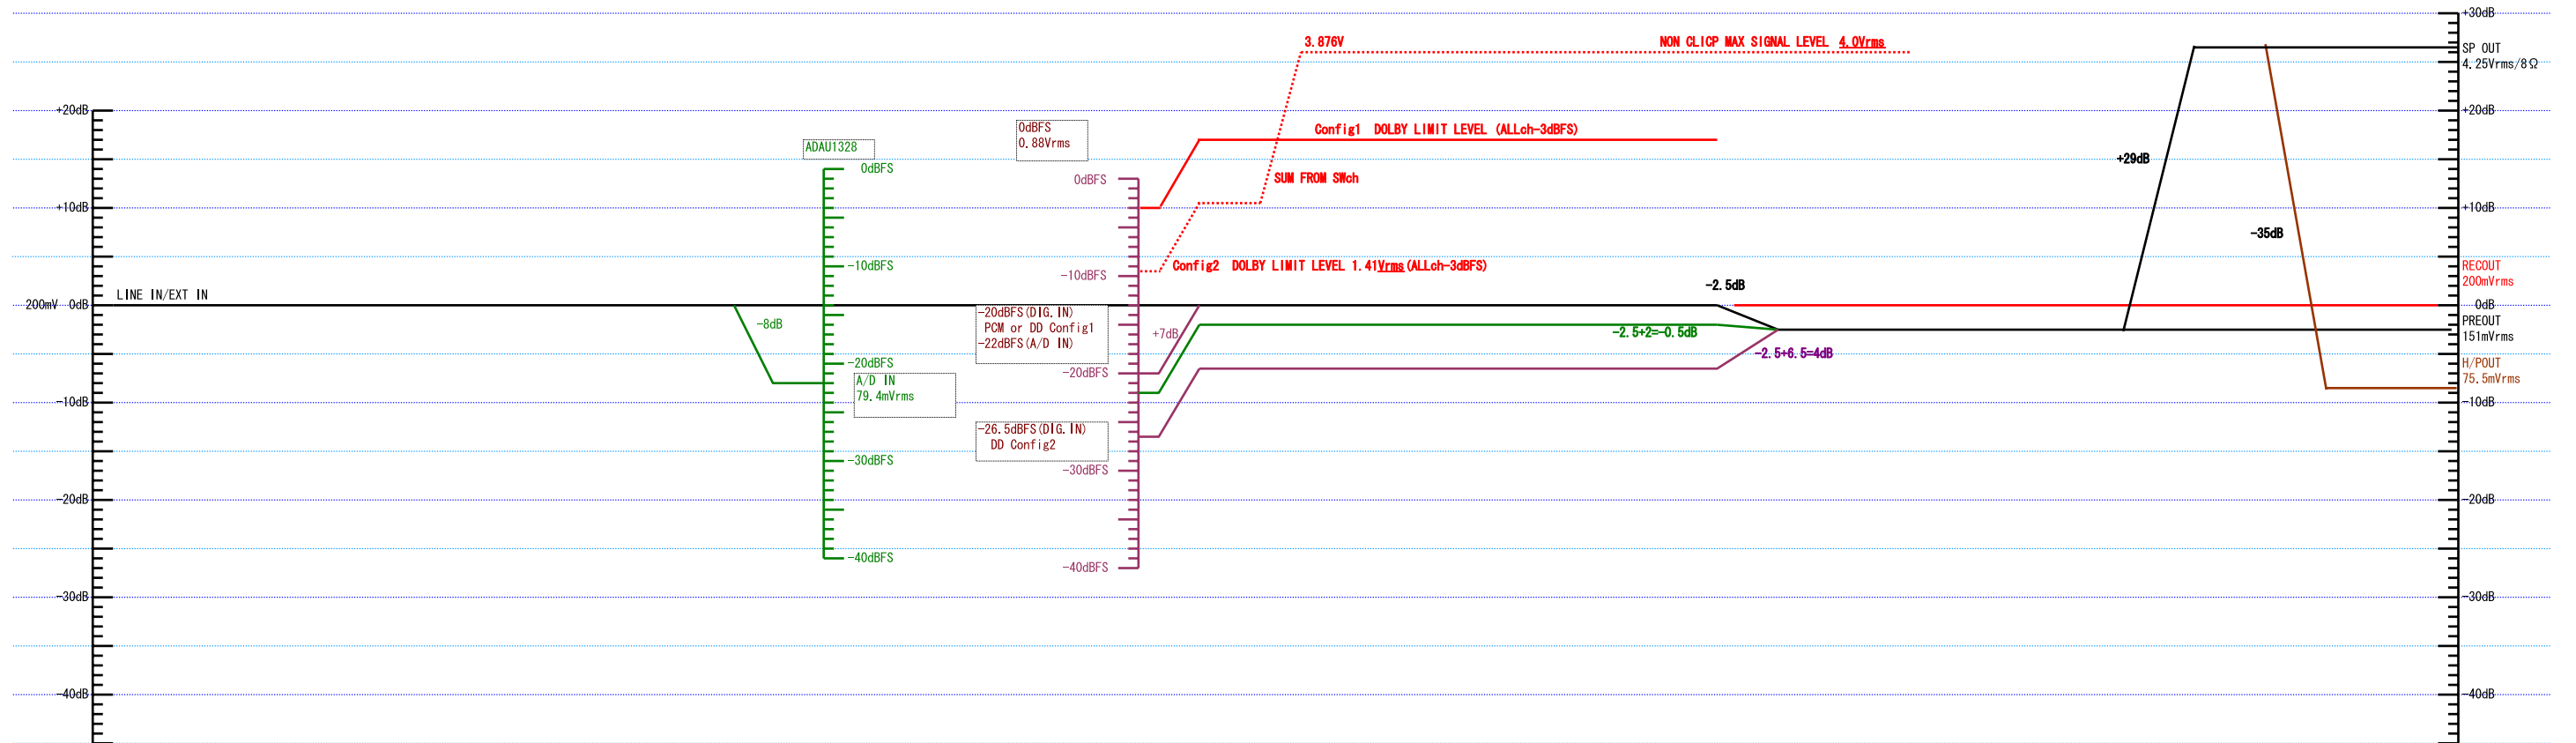 +30dB
3.876V
NON CLICP MAX SIGNAL LEVEL 4.0Vrms
SP OUT
4.25Vrms/8Ω
+20dB
+20dB
0dBFS
0.88Vrms
Config1 DOLBY LIMIT LEVEL (ALLch-3dBFS)
ADAU1328
+29dB
0dBFS
0dBFS
SUM FROM SWch
+10dB
+10dB
-35dB
-10dBFS
-10dBFS
Config2 DOLBY LIMIT LEVEL 1.41Vrms(ALLch-3dBFS)
RECOUT
200mVrms
-2.5dB
LINE IN/EXT IN
200mV 0dB
0dB
-20dBFS(DIG.IN)
PCM or DD Config1
-22dBFS(A/D IN)
-8dB
+7dB
-2.5+2=-0.5dB
PREOUT
151mVrms
-2.5+6.5=4dB
-20dBFS
-20dBFS
H/POUT
75.5mVrms
A/D IN
79.4mVrms
-10dB
-10dB
-26.5dBFS(DIG.IN)
DD Config2
-30dBFS
-30dBFS
-20dB
-20dB
-40dBFS
-40dBFS
-30dB
-30dB
-40dB
-40dB